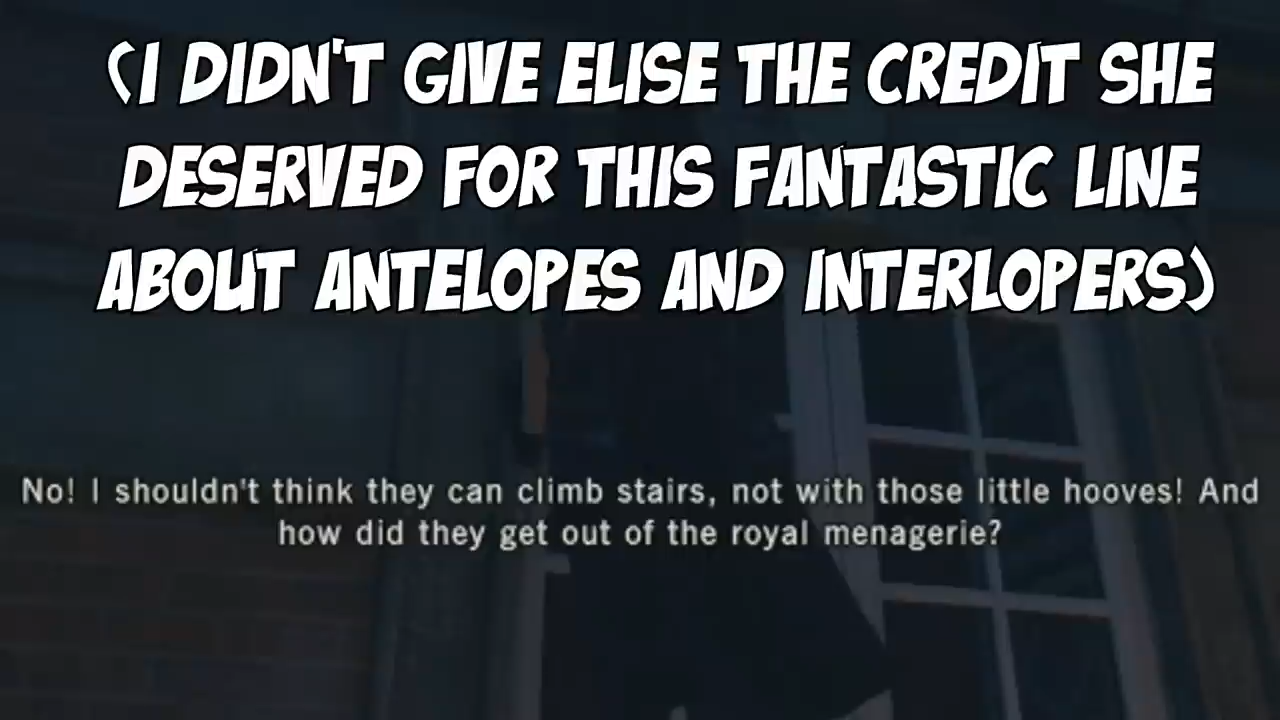 (I DIDN'T GIVE ELISE THE CREDIT SHE
DESERVED FOR THIS FANTASTIC LINE
ABOUT ANTELOPES AND INTERLOPERS)
No! I shouldn't think they can climb stairs, not with those little hooves! And
how did they get out of the royal menagerie?